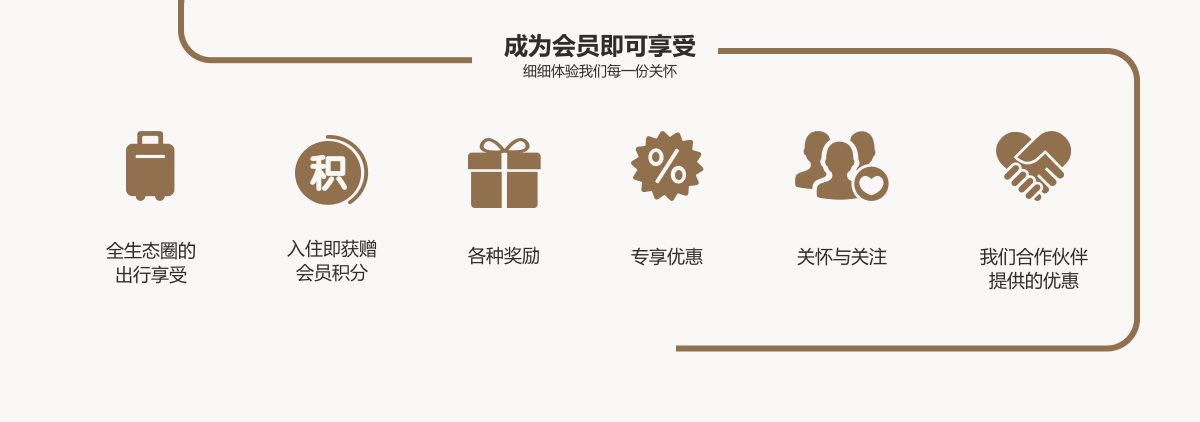 成为会员即可享受
细细体验我们每一份关怀
积
%
全生态圈的
出行享受
入住即获赠
会员积分
各种奖励
专享优惠
关怀与关注
我们合作伙伴
提供的优惠